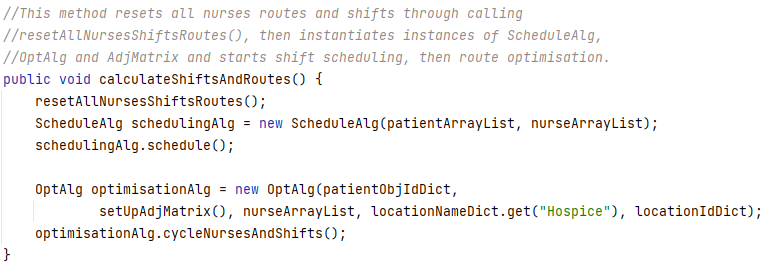 //This method resets all nurses routes and shifts through calling
//resetAllNursesShiftsRoutes(), then instantiates instances of ScheduleAlg,
//OptAlg and AdjMatrix and starts shift scheduling, then route optimisation.
public void calculateShiftsAndRoutes() {
    resetAllNursesShiftsRoutes();
    ScheduleAlg schedulingAlg = new ScheduleAlg(patientArrayList, nurseArrayList);
    schedulingAlg.schedule();

    OptAlg optimisationAlg = new OptAlg(patientObjIdDict,
            setUpAdjMatrix(), nurseArrayList, locationNameDict.get("Hospice"), locationIdDict);
    optimisationAlg.cycleNursesAndShifts();
}